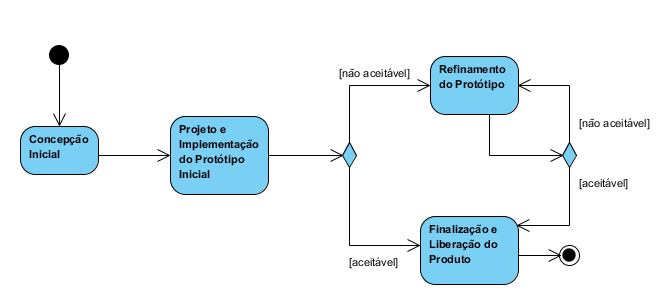 Concepção
Inicial
Projeto e
Implementação
do Protótipo
Inicial
[não aceitável]
[aceitável]
Refinamento
do Protótipo
[não aceitável]
[aceitável]
Finalização e
Liberação do
Produto